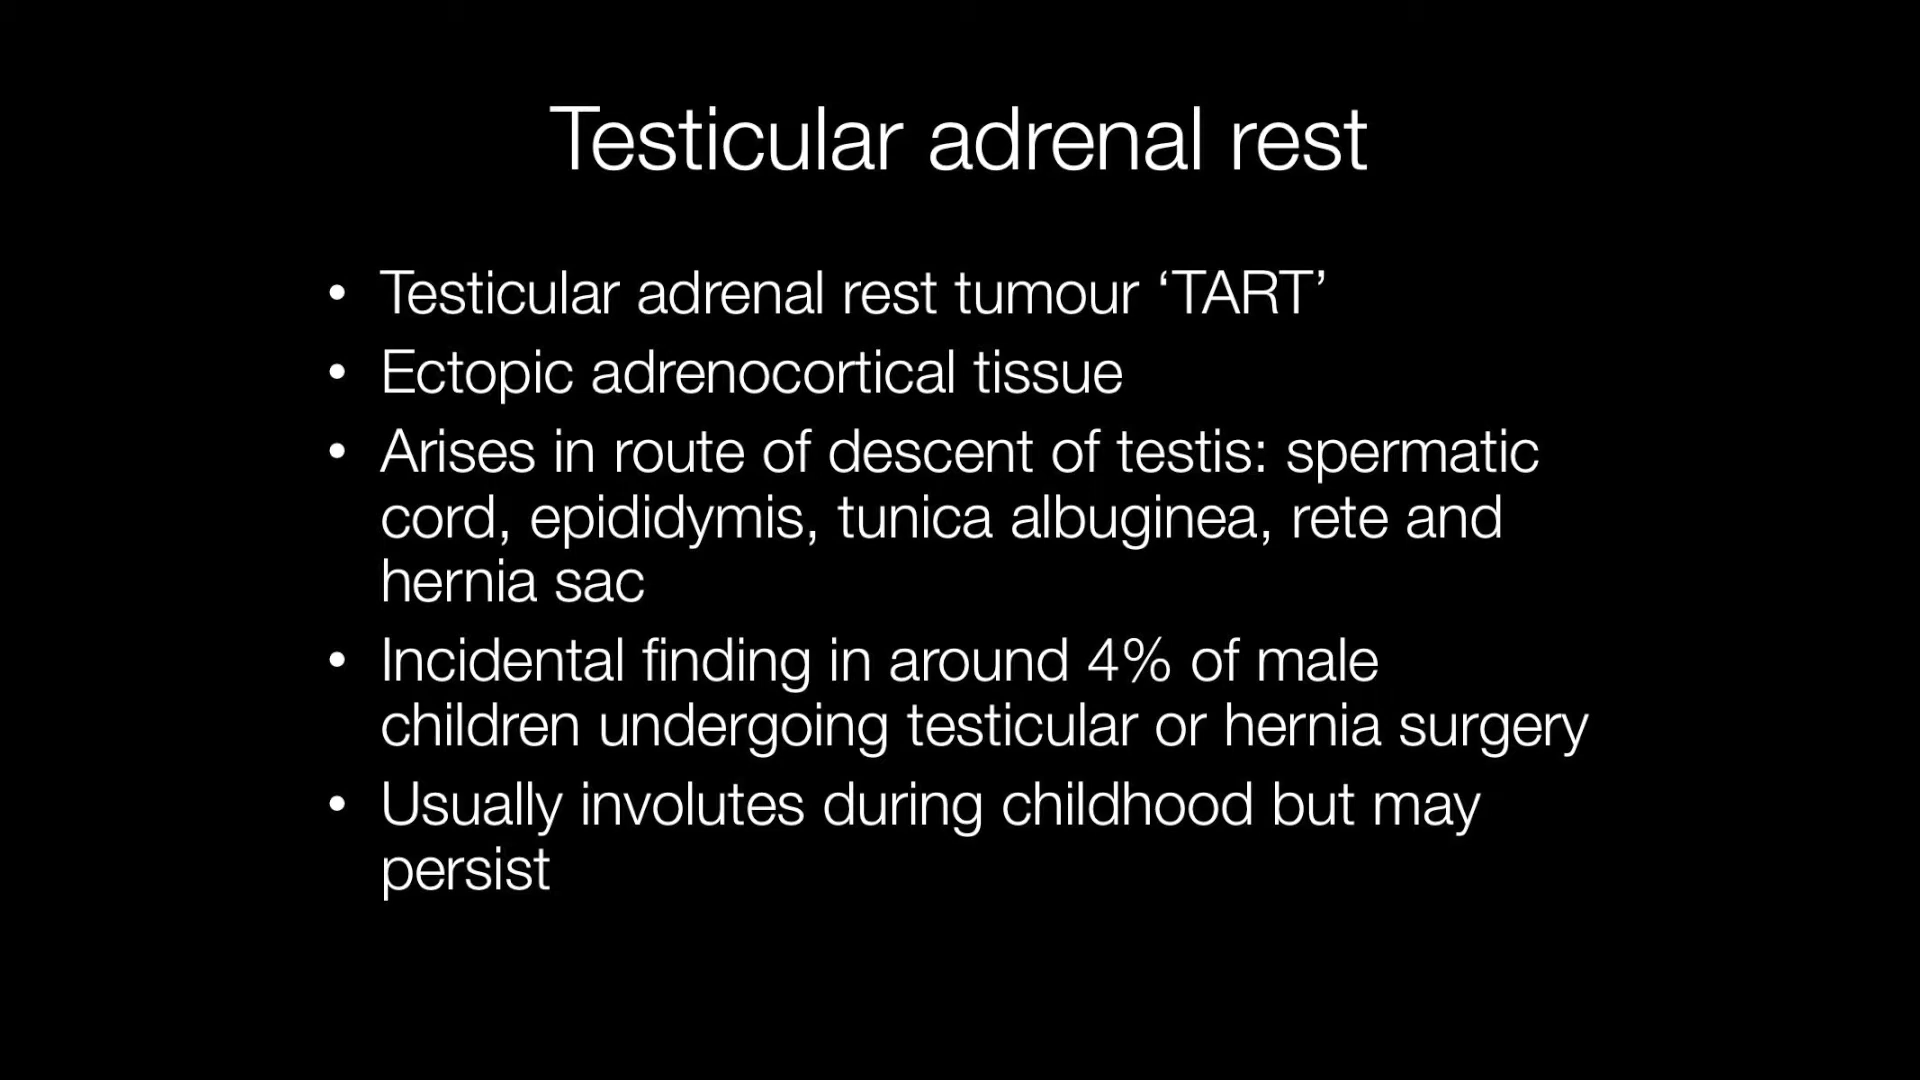 Testicular adrenal rest
• Testicular adrenal rest tumour ‘TART’
• Ectopic adrenocortical tissue
• Arises in route of descent of testis: spermatic
cord, epididymis, tunica albuginea, rete and
hernia sac
• Incidental finding in around 4% of male
children undergoing testicular or hernia surgery
• Usually involutes during childhood but may
persist